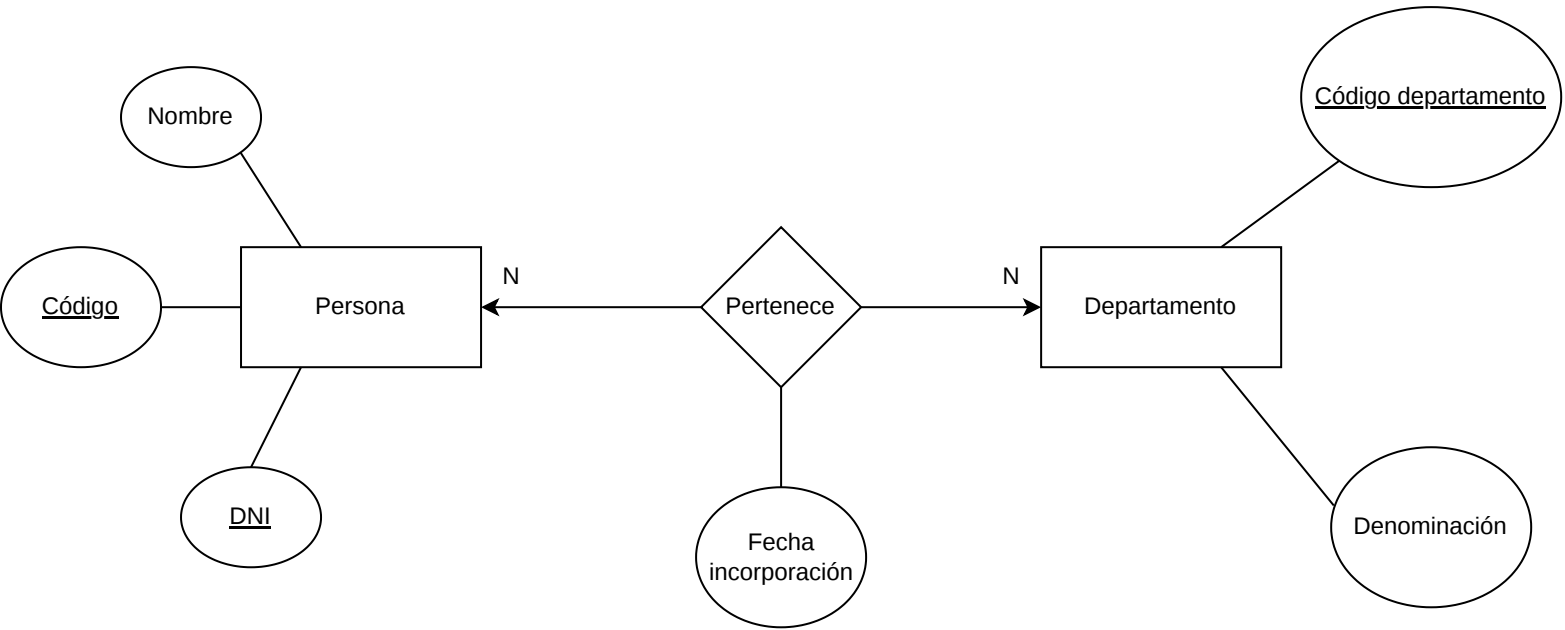 Código departamento
Nombre
N
N
Código
Persona
Pertenece
Departamento
DNI
Fecha
incorporación
Denominación